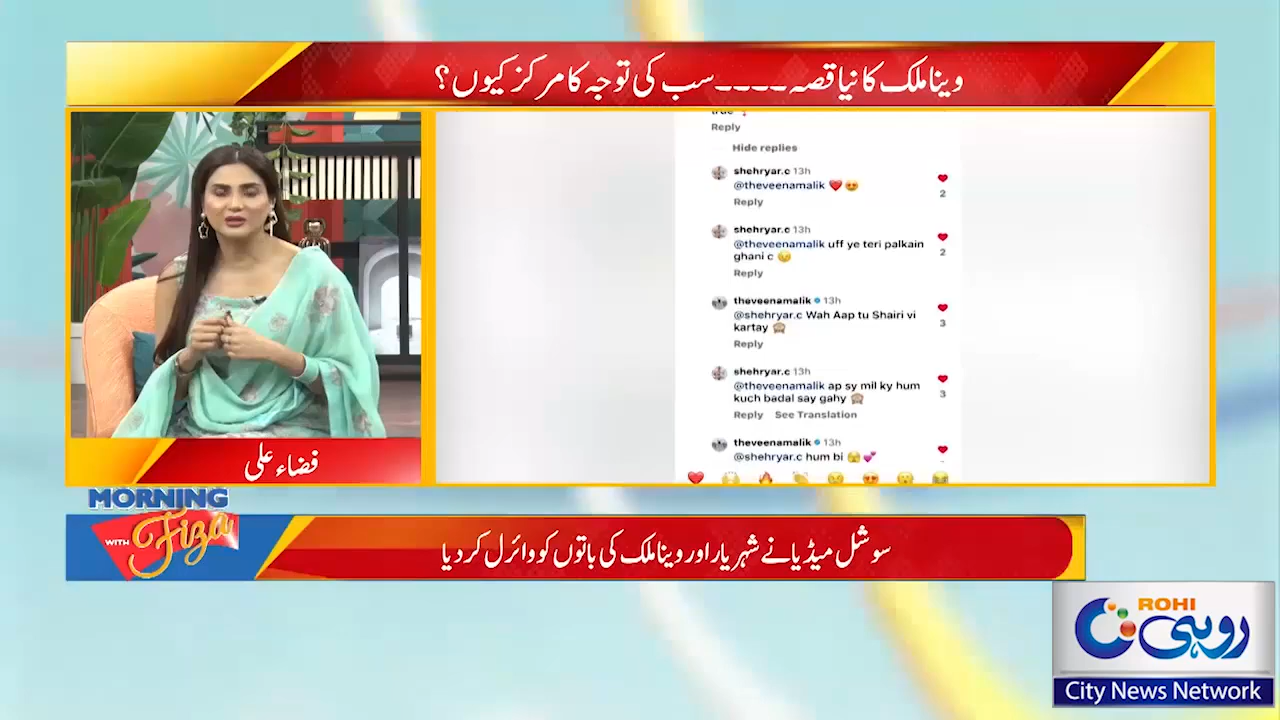 وینا ملک کا نیا قصہ ۔۔۔۔ سب کی توجہ کا مرکز کیوں؟
Reply
Hide replies
shehryar.c 13h
@theveenamalik ❤️😍
2
Reply
shehryar.c 13h
@theveenamalik uff ye teri palkain
ghani c
2
Reply
theveenamalik 13h
@shehryar.c Wah Aap tu Shairi vi
kartay 🙈
3
Reply
shehryar.c 13h
@theveenamalik ap sy mil ky hum
kuch badal say gahy 🙈
3
Reply See Translation
theveenamalik 13h
@shehryar.c hum bi 🫣💕
فضاء علی
MORNING
WITH Fiza
سوشل میڈیا نے شہریار اور وینا ملک کی باتوں کو وائرل کر دیا
ROHI
روہی
City News Network